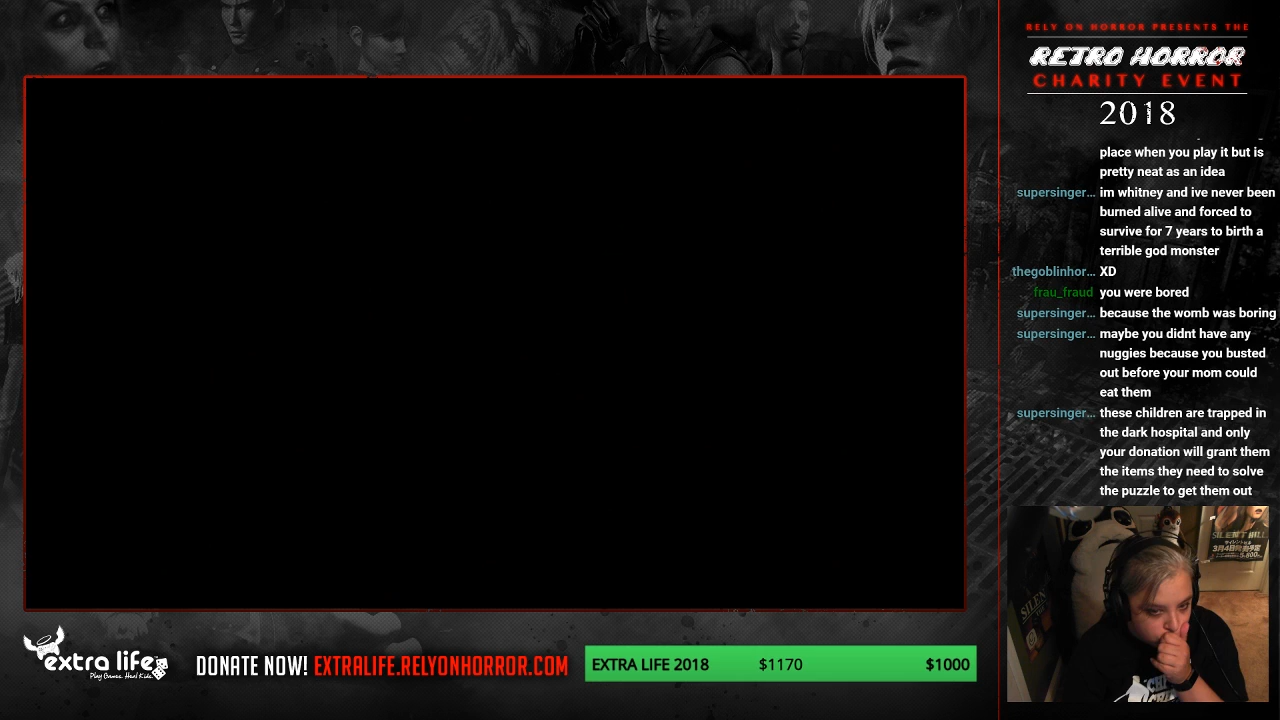 RELY ON HORROR PRESENTS THE
RETRO HORROR
CHARITY EVENT
2018
place when you play it but is
pretty neat as an idea
supersinger… im whitney and ive never been
burned alive and forced to
survive for 7 years to birth a
terrible god monster
thegoblinhor… XD
frau_fraud you were bored
supersinger… because the womb was boring
supersinger… maybe you didnt have any
nuggies because you busted
out before your mom could
eat them
supersinger… these children are trapped in
the dark hospital and only
your donation will grant them
the items they need to solve
the puzzle to get them out
SILENT HILL
extra life
Play Games. Heal Kids.
DONATE NOW! EXTRALIFE.RELYONHORROR.COM
EXTRA LIFE 2018 $1170 $1000